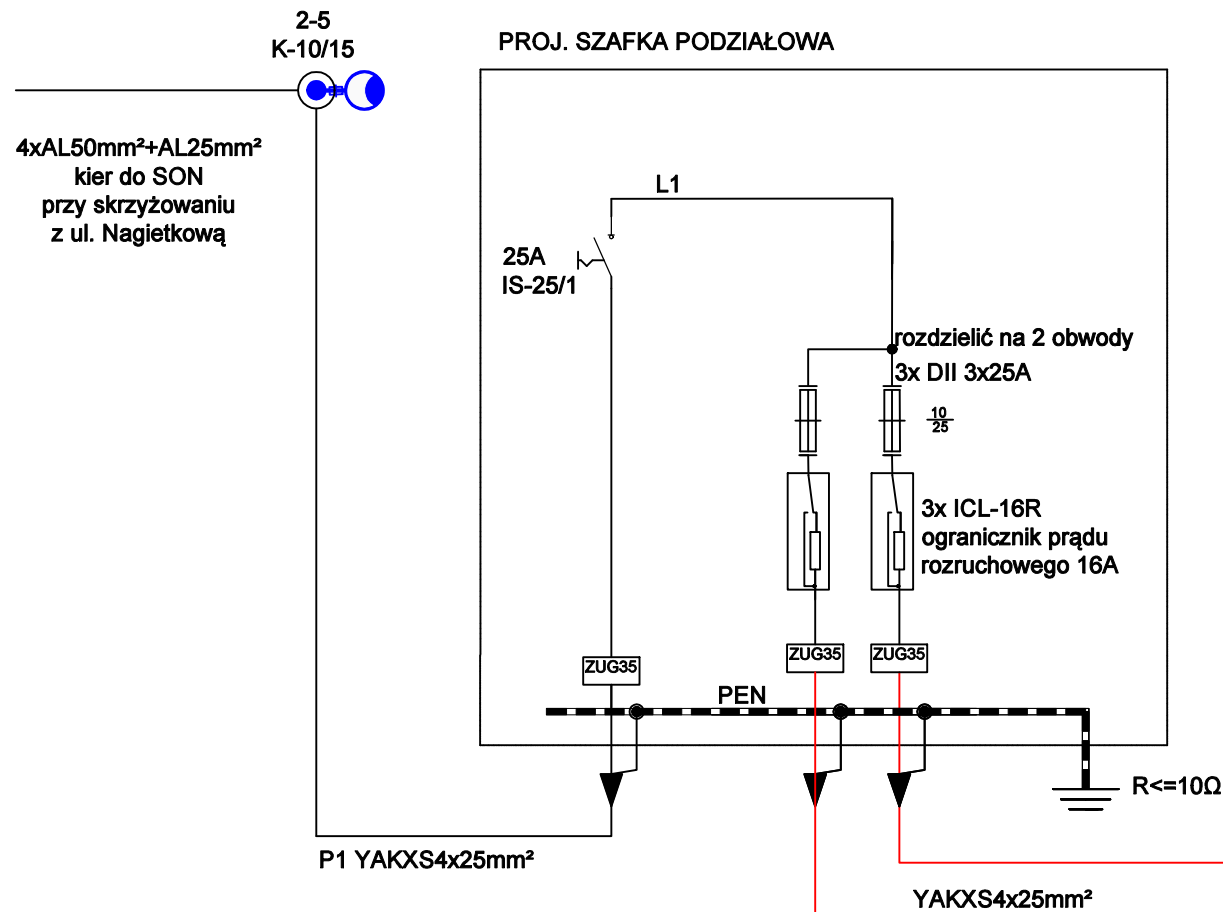 2-5
K-10/15
4xAL50mm²+AL25mm²
kier do SON
przy skrzyżowaniu
z ul. Nagietkową
PROJ. SZAFKA PODZIAŁOWA
L1
25A
IS-25/1
rozdzielić na 2 obwody
3x DII 3x25A
10
25
3x ICL-16R
ogranicznik prądu
rozruchowego 16A
ZUG35
ZUG35
ZUG35
PEN
R<=10Ω
P1 YAKXS4x25mm²
YAKXS4x25mm²